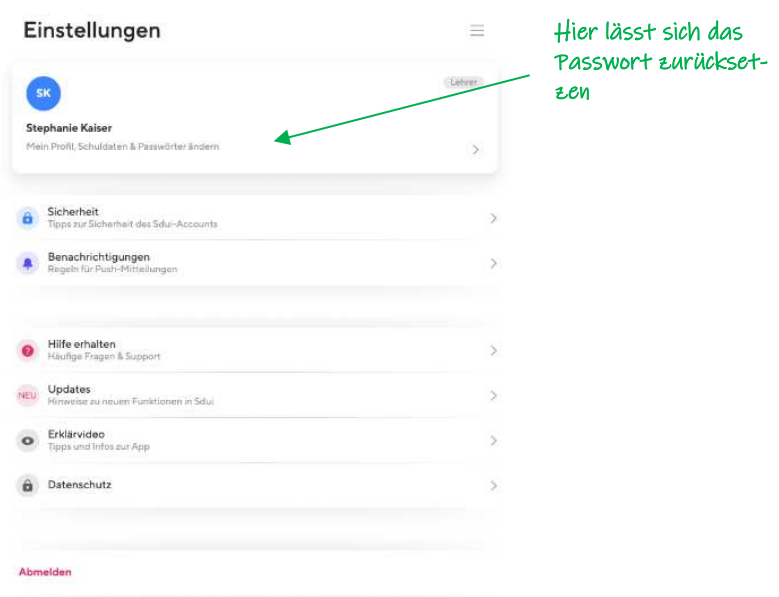 Einstellungen
Hier lässt sich das
Passwort zurückset-
zen
Lehrer
SK
Stephanie Kaiser
Mein Profil, Schuldaten & Passwörter ändern
Sicherheit
Tipps zur Sicherheit des Sdui-Accounts
Benachrichtigungen
Regeln für Push-Mitteilungen
Hilfe erhalten
Häufige Fragen & Support
NEU
Updates
Hinweise zu neuen Funktionen in Sdui
Erklärvideo
Tipps und Infos zur App
Datenschutz
Abmelden